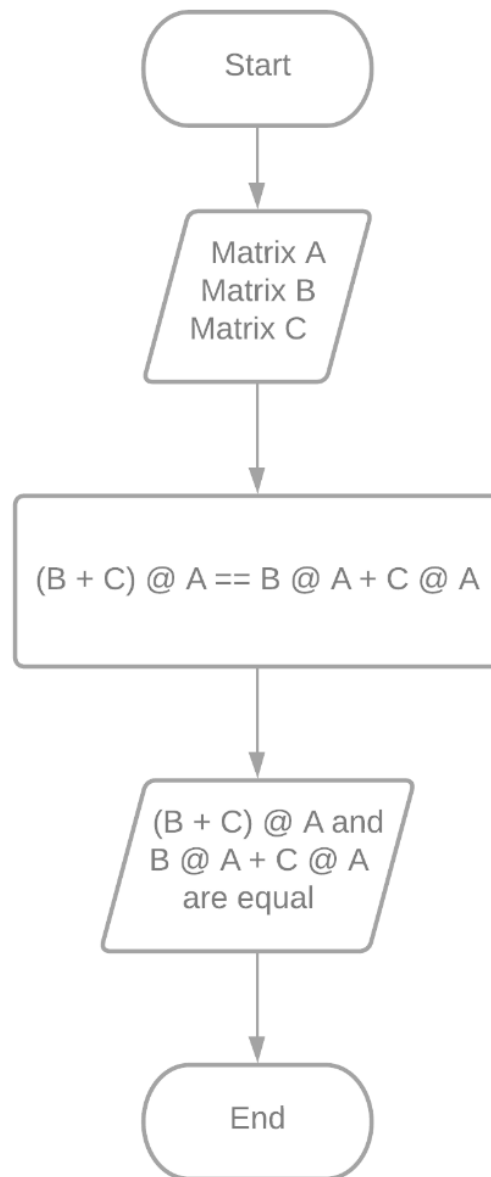 Start
Matrix A
Matrix B
Matrix C
(B + C) @ A == B @ A + C @ A
(B + C) @ A and
B @ A + C @ A
are equal
End